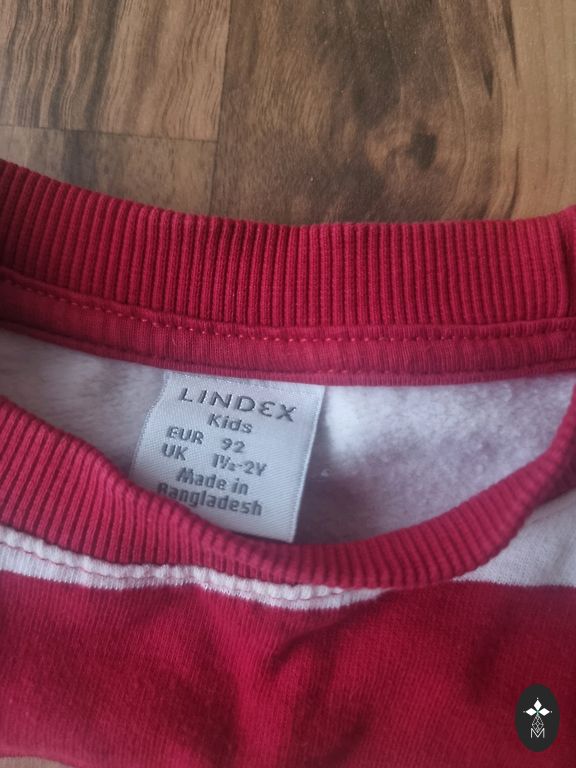 LINDEX
Kids
EUR 92
UK 1½-2Y
Made in
Bangladesh
M